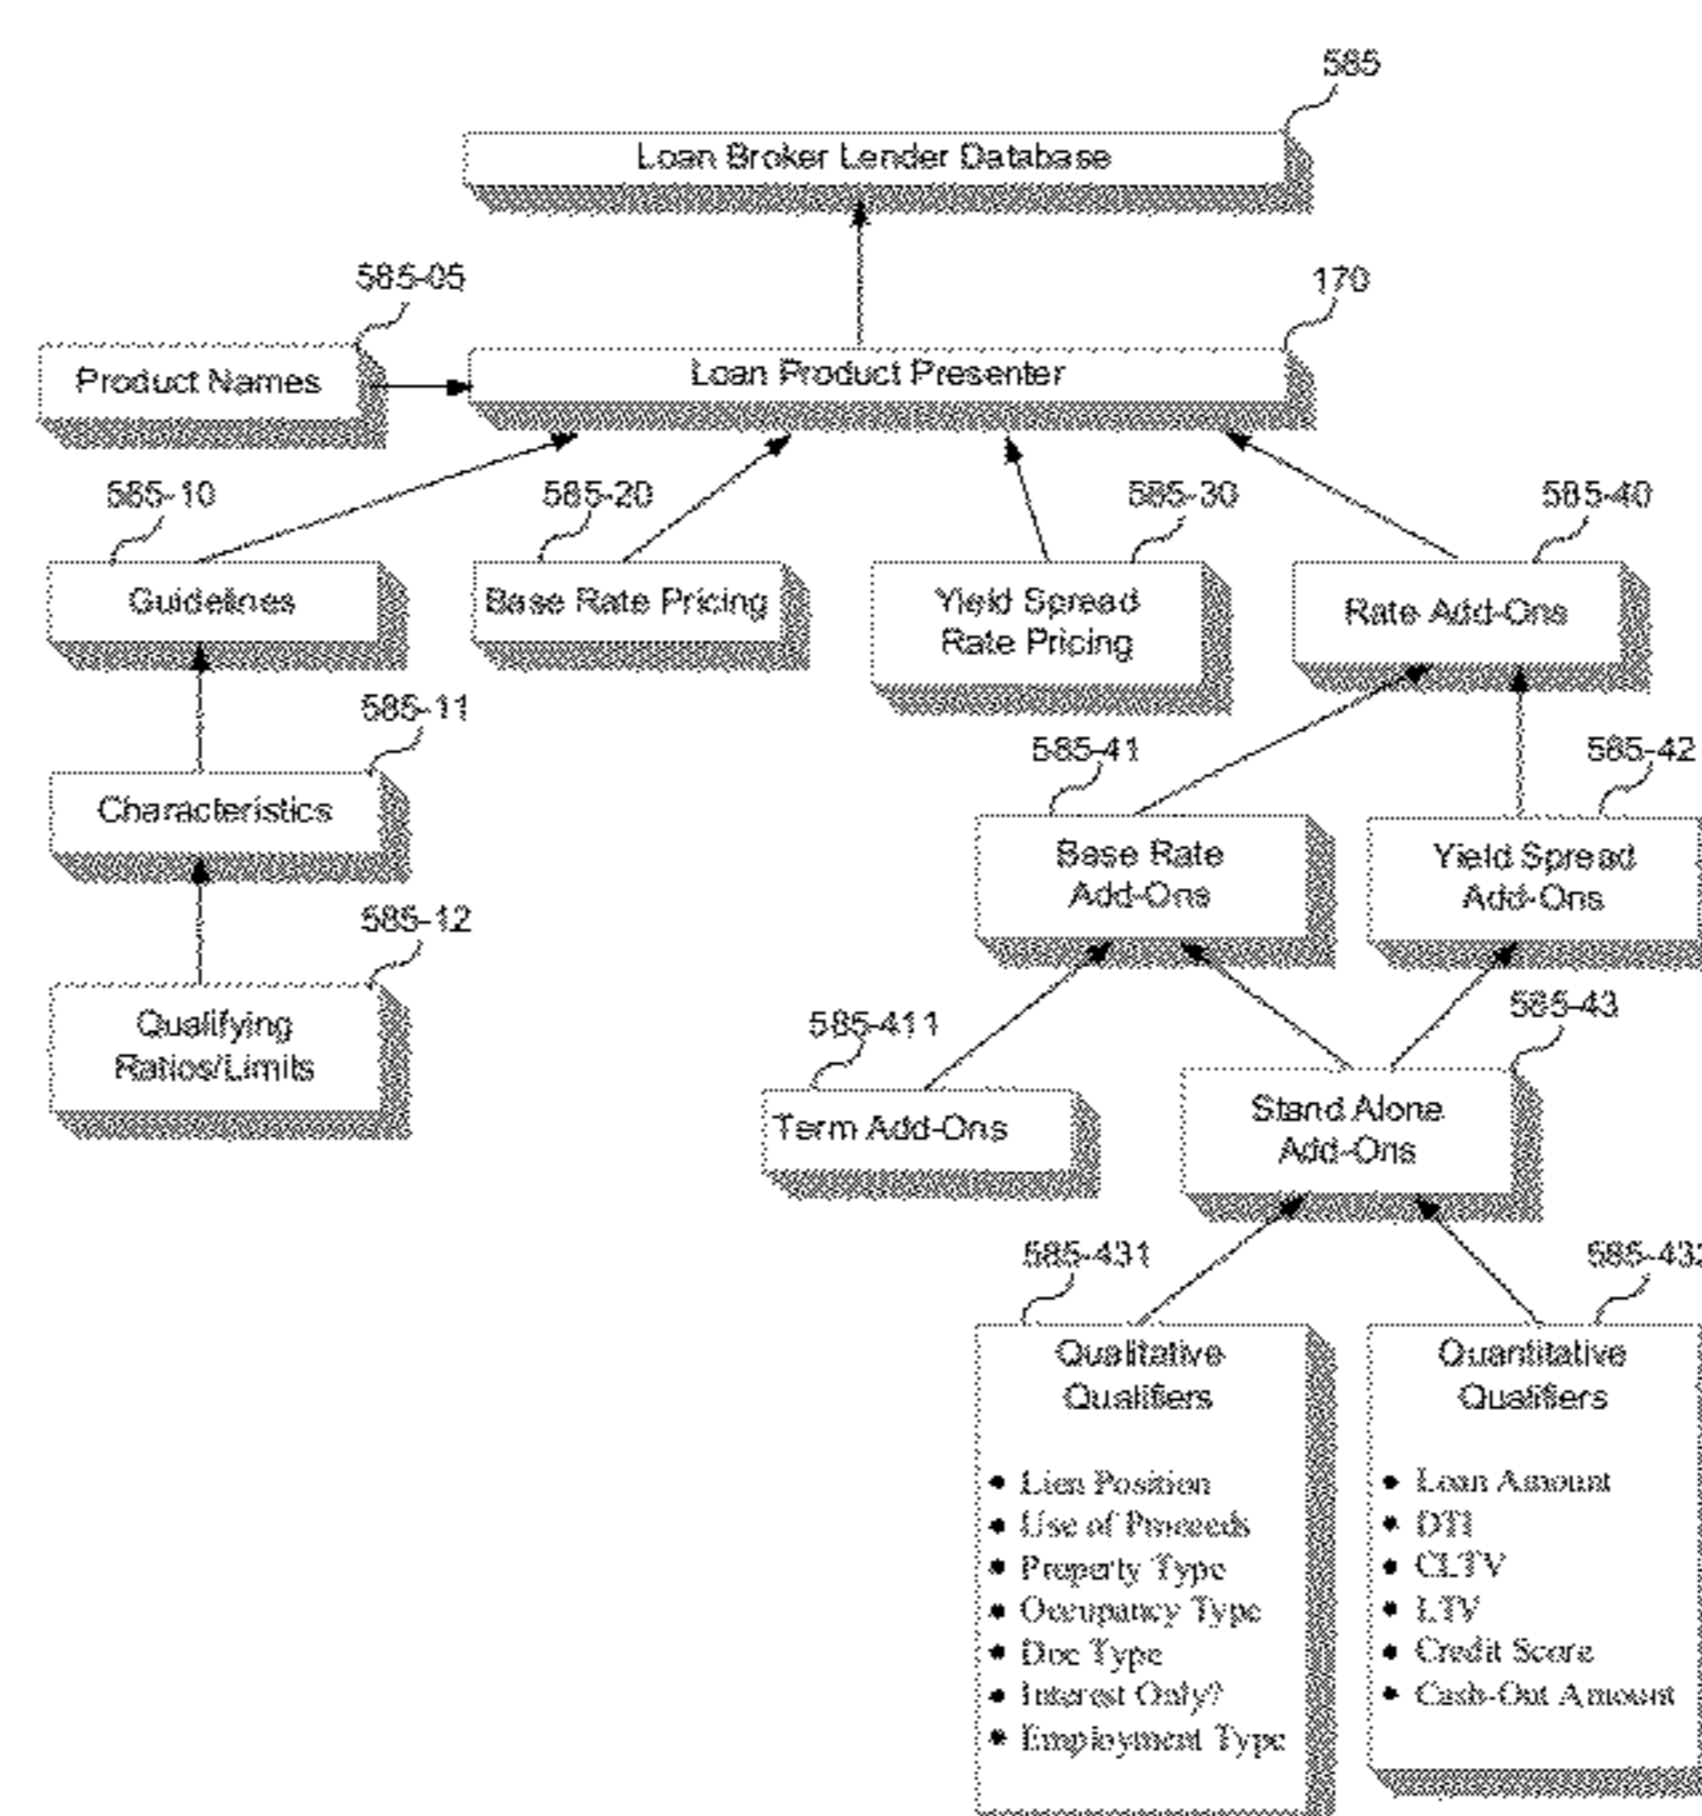 585
Loan Broker Lender Database
585-05
170
Product Names
Loan Product Presenter
585-10
585-20
585-30
585-40
Guidelines
Base Rate Pricing
Yield Spread
Rate Pricing
Rate Add-Ons
585-11
585-41
585-42
Characteristics
Base Rate
Add-Ons
Yield Spread
Add-Ons
585-12
Qualifying
Ratios/Limits
585-411
585-43
Term Add-Ons
Stand Alone
Add-Ons
585-431
585-432
Qualitative
Qualifiers
• Lien Position
• Use of Proceeds
• Property Type
• Occupancy Type
• Doc Type
• Interest Only?
• Employment Type
Quantitative
Qualifiers
• Loan Amount
• DTI
• CLTV
• LTV
• Credit Score
• Cash-Out Amount